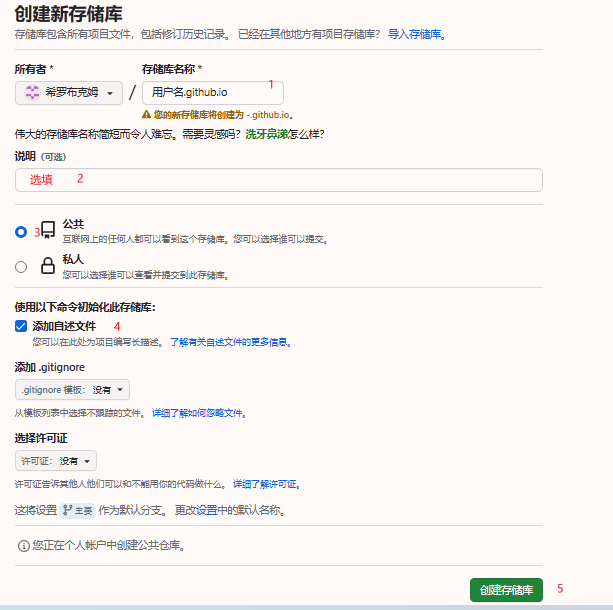 创建新存储库
存储库包含所有项目文件，包括修订历史记录。 已经在其他地方有项目存储库？ 导入存储库。
所有者 * 存储库名称 *
希罗布克姆 / 用户名.github.io 1
您的新存储库将创建为 -.github.io。
伟大的存储库名称简短而令人难忘。需要灵感吗？ 洗牙鼻涕怎么样？
说明 （可选）
选填 2
3 公共
互联网上的任何人都可以看到这个存储库。您可以选择谁可以提交。
私人
您可以选择谁可以查看并提交到此存储库。
使用以下命令初始化此存储库：
添加自述文件 4
您可以在此处为项目编写长描述。 了解有关自述文件的更多信息。
添加 .gitignore
.gitignore 模板： 没有
从模板列表中选择不跟踪的文件。 详细了解如何忽略文件。
选择许可证
许可证： 没有
许可证告诉其他人他们可以和不能用你的代码做什么。 详细了解许可证。
这将设置 主要 作为默认分支。 更改设置中的默认名称。
您正在个人帐户中创建公共仓库。
创建存储库 5